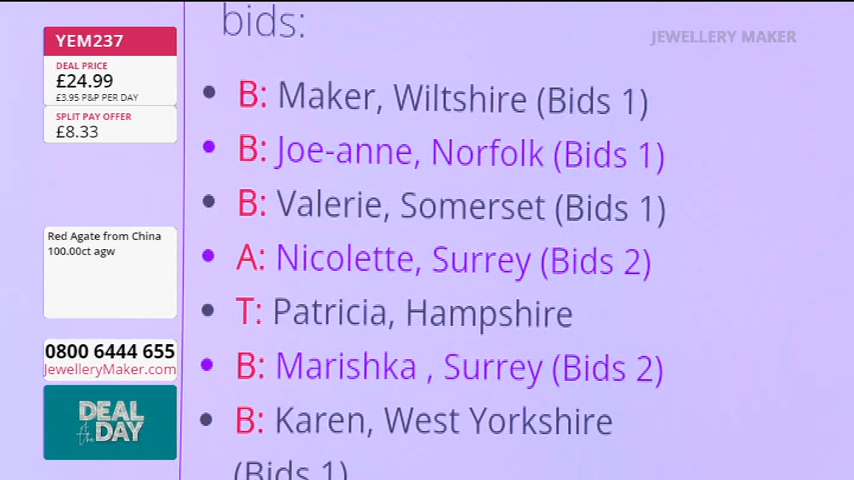 YEM237
DEAL PRICE
£24.99
£3.95 P&P PER DAY
SPLIT PAY OFFER
£8.33
Red Agate from China
100.00ct agw
0800 6444 655
JewelleryMaker.com
DEAL
of the
DAY
JEWELLERY MAKER
bids:
• B: Maker, Wiltshire (Bids 1)
• B: Joe-anne, Norfolk (Bids 1)
• B: Valerie, Somerset (Bids 1)
• A: Nicolette, Surrey (Bids 2)
• T: Patricia, Hampshire
• B: Marishka , Surrey (Bids 2)
• B: Karen, West Yorkshire
(Bids 1)